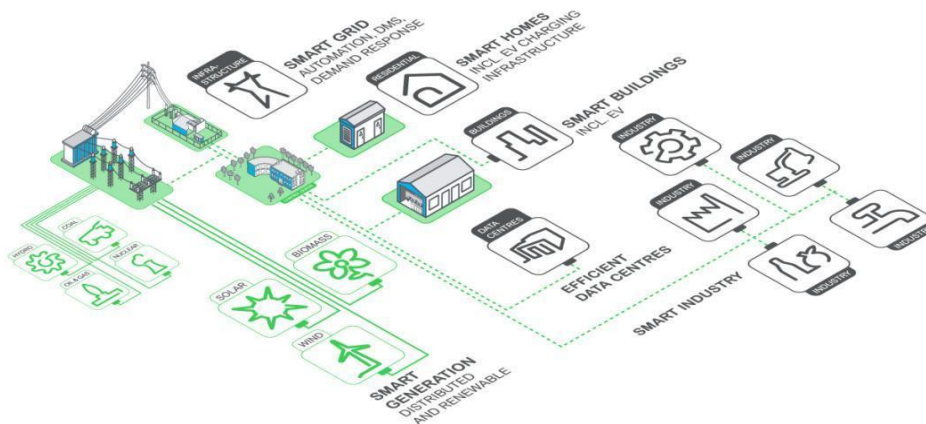 INFRA-
STRUCTURE
SMART GRID
AUTOMATION, DMS,
DEMAND RESPONSE
RESIDENTIAL
SMART HOMES
INCL. EV CHARGING
INFRASTRUCTURE
BUILDINGS
SMART BUILDINGS
INCL. EV
INDUSTRY
INDUSTRY
INDUSTRY
INDUSTRY
INDUSTRY
SMART INDUSTRY
DATA
CENTRES
EFFICIENT
DATA CENTRES
COAL
HYDRO
NUCLEAR
OIL & GAS
BIOMASS
SOLAR
WIND
SMART
GENERATION
DISTRIBUTED
AND RENEWABLE